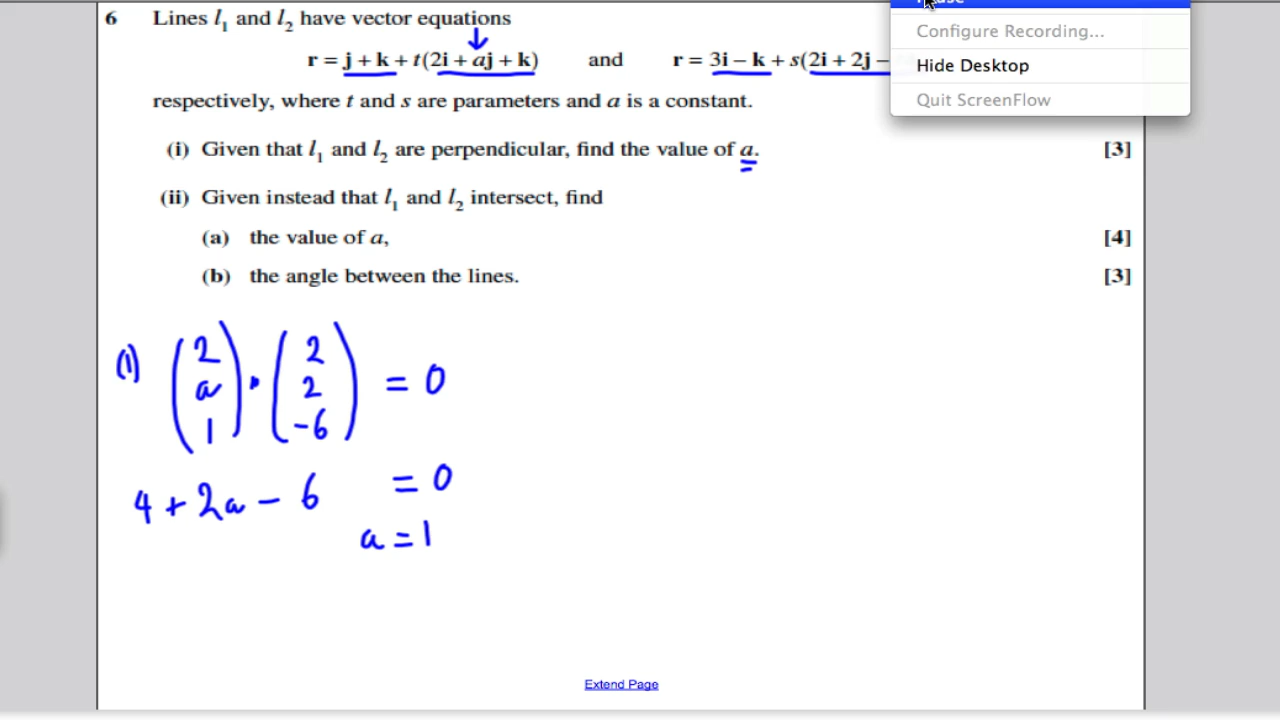 6 Lines l₁ and l₂ have vector equations
r = j + k + t(2i + aj + k) and r = 3i − k + s(2i + 2j −
Configure Recording...
Hide Desktop
respectively, where t and s are parameters and a is a constant.
Quit ScreenFlow
(i) Given that l₁ and l₂ are perpendicular, find the value of a. [3]
(ii) Given instead that l₁ and l₂ intersect, find
(a) the value of a, [4]
(b) the angle between the lines. [3]
(i) (2 a 1) · (2 2 -6) = 0
4 + 2a − 6 = 0
a = 1
Extend Page